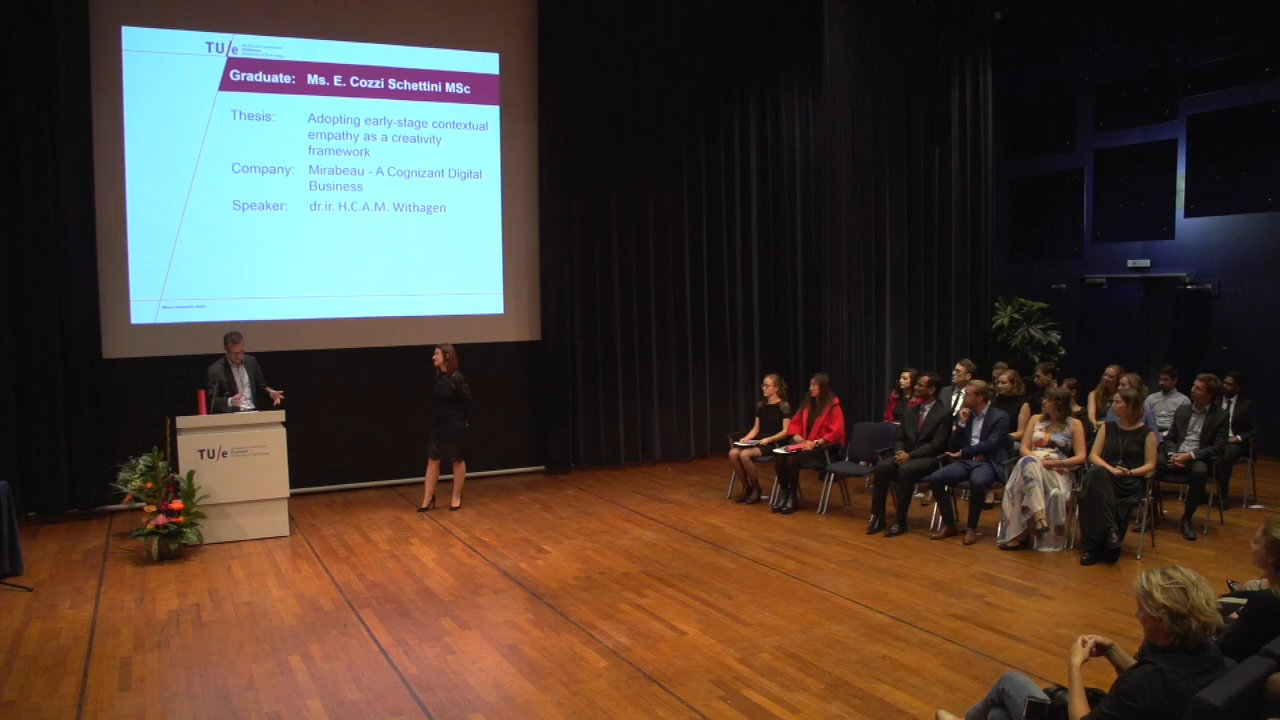 TU/e
Graduate: Ms. E. Cozzi Schettini MSc
Thesis: Adopting early-stage contextual
empathy as a creativity
framework
Company: Mirabeau - A Cognizant Digital
Business
Speaker: dr.ir. H.C.A.M. Withagen
TU/e